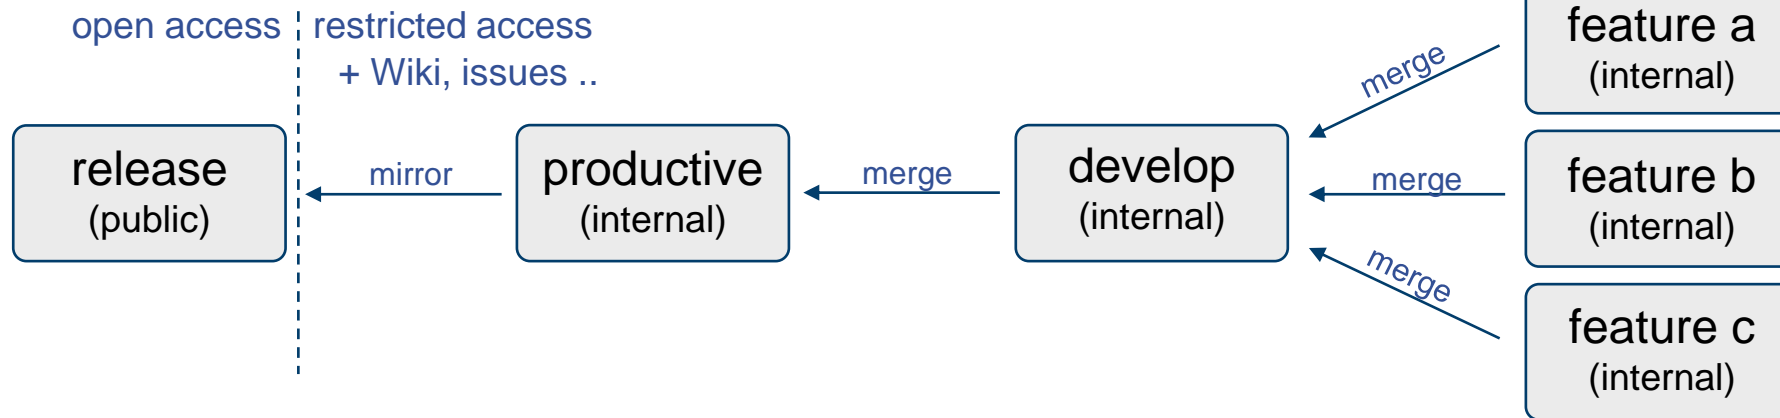 open access
restricted access
+ Wiki, issues ..
release
(public)
mirror
productive
(internal)
merge
develop
(internal)
merge
feature a
(internal)
merge
feature b
(internal)
merge
feature c
(internal)